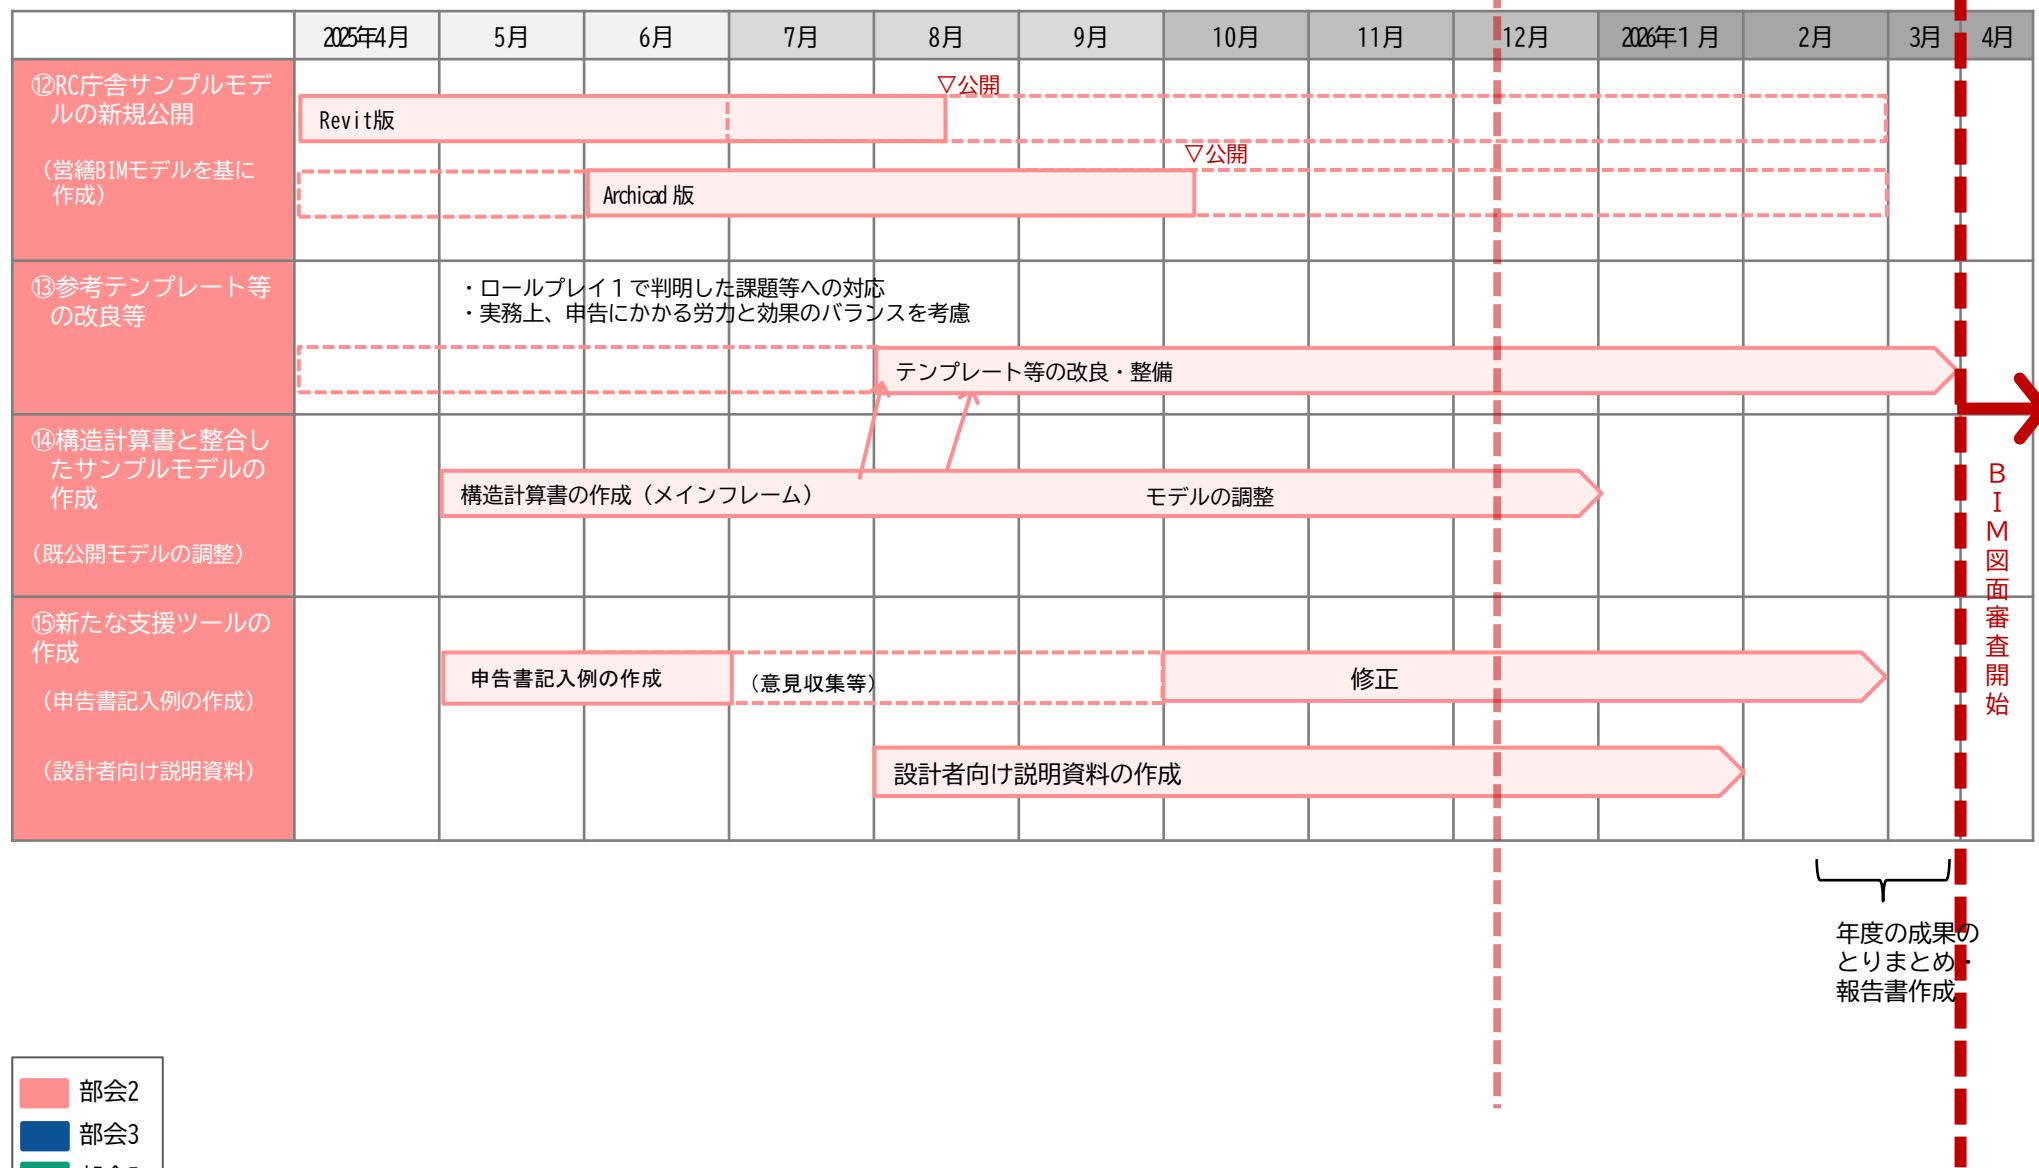 2025年4月
5月
6月
7月
8月
9月
10月
11月
12月
2026年１月
2月
3月
4月
⑫RC庁舎サンプルモデ
ルの新規公開
（営繕BIMモデルを基に
作成）
▽公開
Revit版
▽公開
Archicad 版
⑬参考テンプレート等
の改良等
・ロールプレイ１で判明した課題等への対応
・実務上、申告にかかる労力と効果のバランスを考慮
テンプレート等の改良・整備
⑭構造計算書と整合し
たサンプルモデルの
作成
（既公開モデルの調整）
構造計算書の作成（メインフレーム）
モデルの調整
ＢＩＭ図面審査開始
⑮新たな支援ツールの
作成
（申告書記入例の作成）
（設計者向け説明資料）
申告書記入例の作成
（意見収集等）
修正
設計者向け説明資料の作成
年度の成果の
とりまとめ・
報告書作成
部会2
部会3